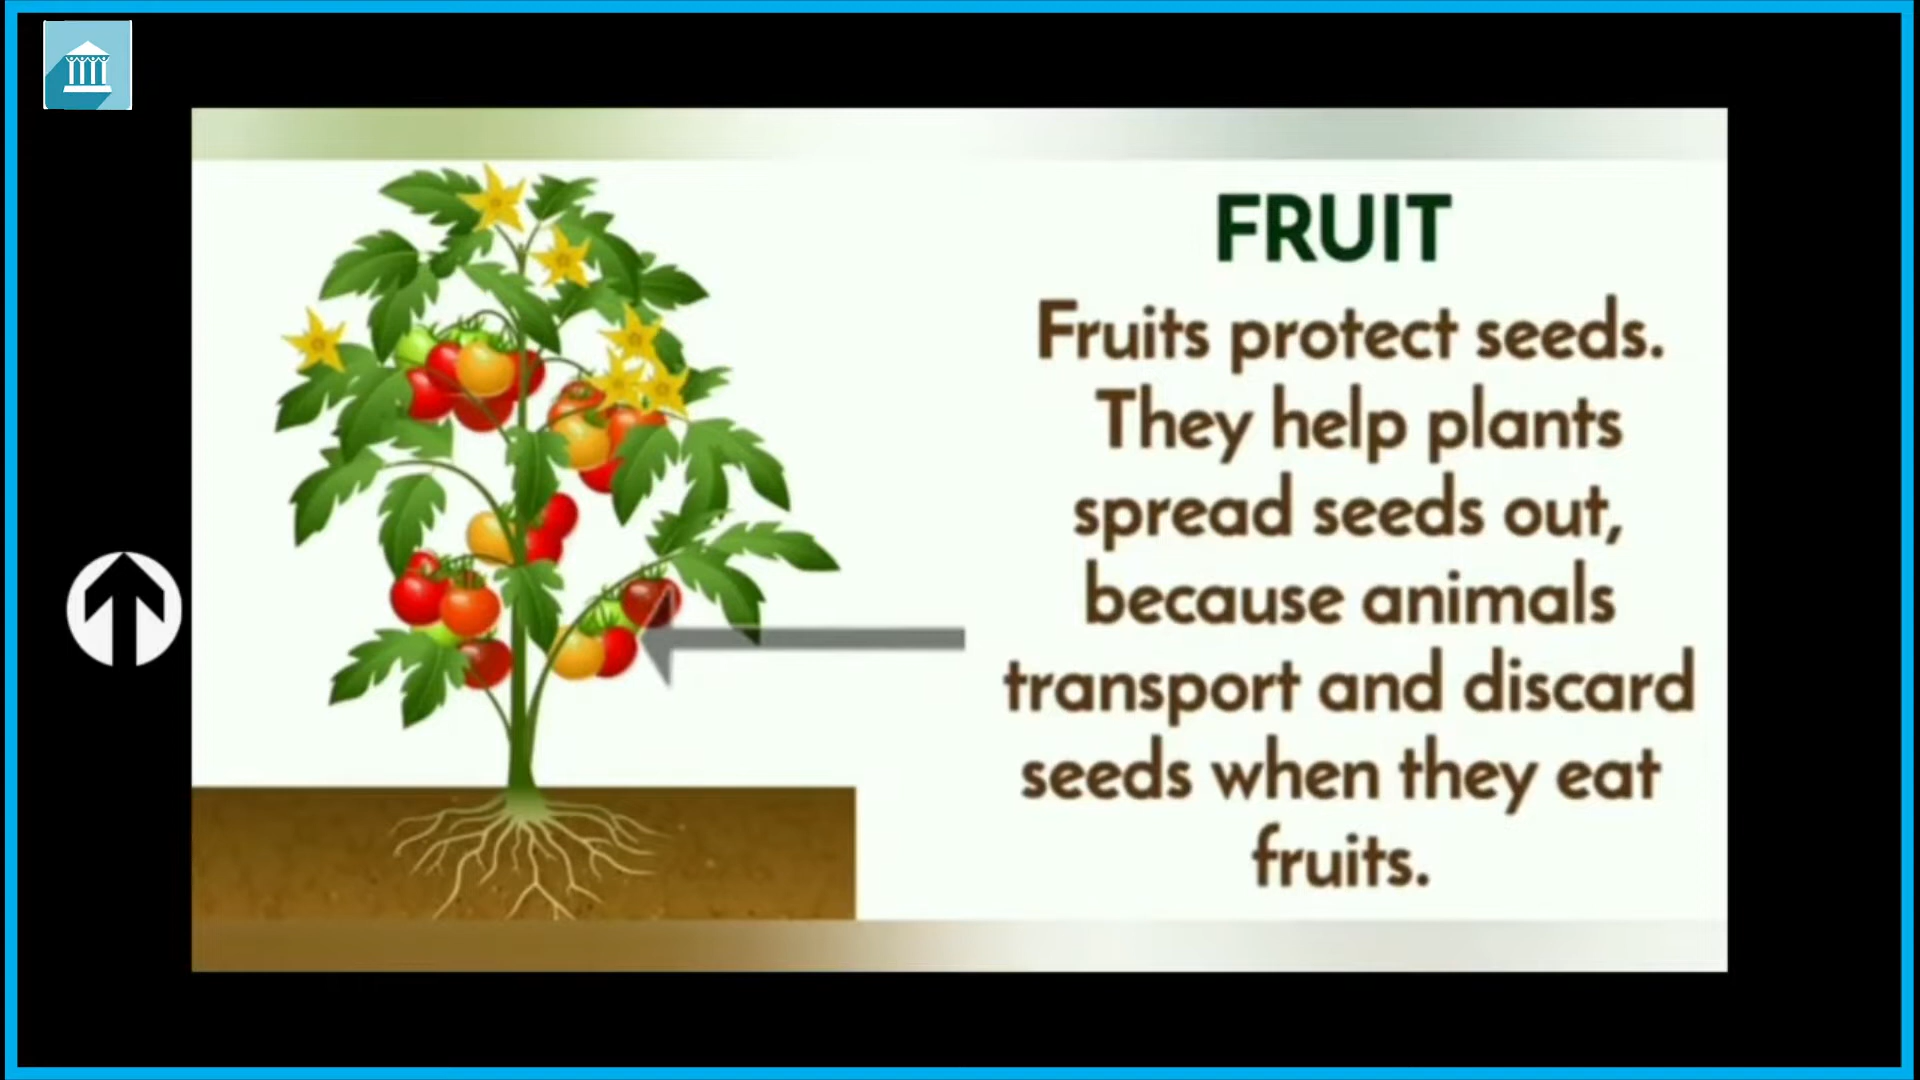 FRUIT
Fruits protect seeds.
They help plants
spread seeds out,
because animals
transport and discard
seeds when they eat
fruits.